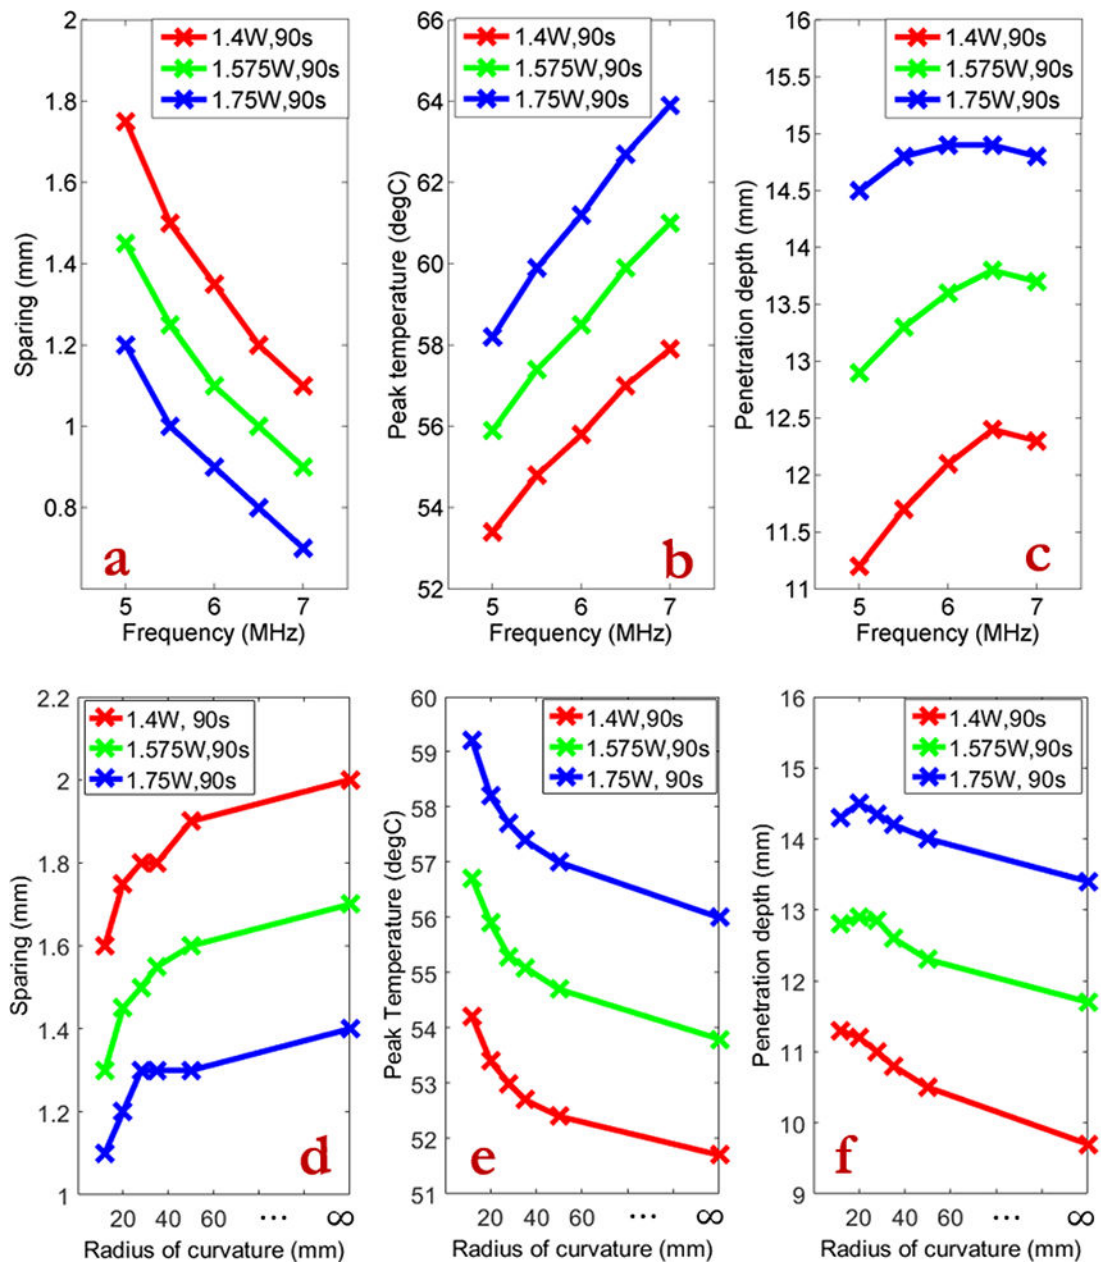 2
1.8
1.6
1.4
1.2
1
0.8
Sparing (mm)
1.4W,90s
1.575W,90s
1.75W,90s
a
5 6 7
Frequency (MHz)
66
64
62
60
58
56
54
52
Peak temperature (degC)
1.4W,90s
1.575W,90s
1.75W,90s
b
5 6 7
Frequency (MHz)
16
15.5
15
14.5
14
13.5
13
12.5
12
11.5
11
Penetration depth (mm)
1.4W,90s
1.575W,90s
1.75W,90s
c
5 6 7
Frequency (MHz)
2.2
2
1.8
1.6
1.4
1.2
1
Sparing (mm)
1.4W, 90s
1.575W,90s
1.75W,90s
d
20 40 60 ... ∞
Radius of curvature (mm)
60
59
58
57
56
55
54
53
52
51
Peak Temperature (degC)
1.4W,90s
1.575W,90s
1.75W, 90s
e
20 40 60 ... ∞
Radius of curvature (mm)
16
15
14
13
12
11
10
9
Penetration depth (mm)
1.4W,90s
1.575W,90s
1.75W, 90s
f
20 40 60 ... ∞
Radius of curvature (mm)